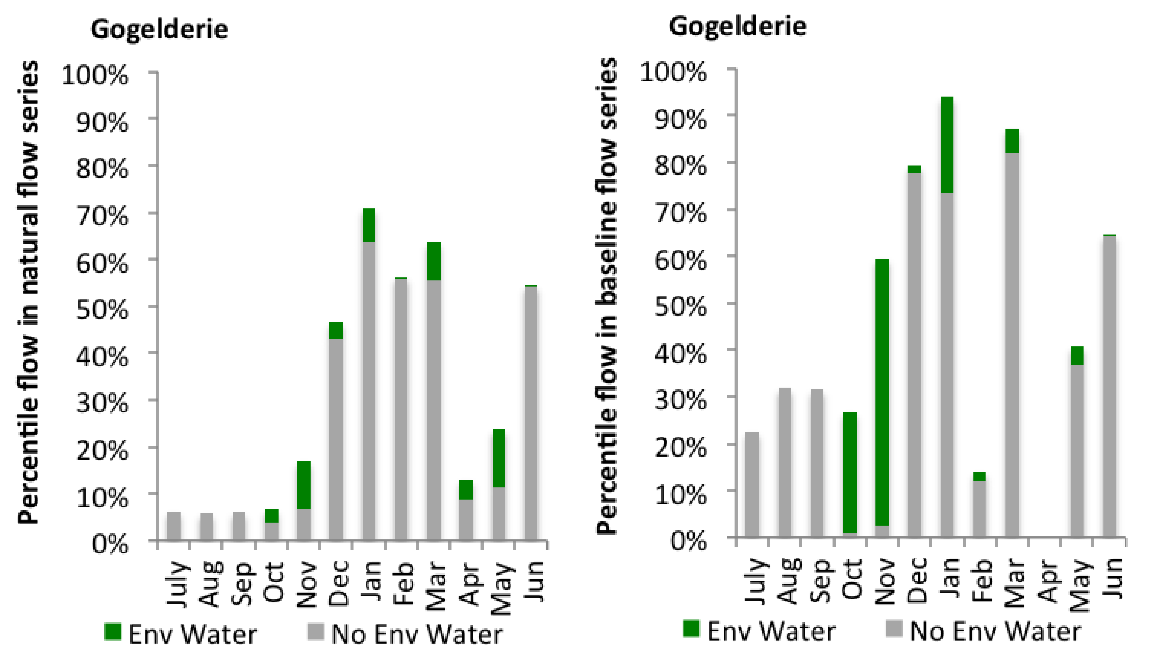 Gogelderie
Percentile flow in natural flow series
100%
90%
80%
70%
60%
50%
40%
30%
20%
10%
0%
July
Aug
Sep
Oct
Nov
Dec
Jan
Feb
Mar
Apr
May
Jun
Env Water No Env Water
Gogelderie
Percentile flow in baseline flow series
100%
90%
80%
70%
60%
50%
40%
30%
20%
10%
0%
July
Aug
Sep
Oct
Nov
Dec
Jan
Feb
Mar
Apr
May
Jun
Env Water No Env Water